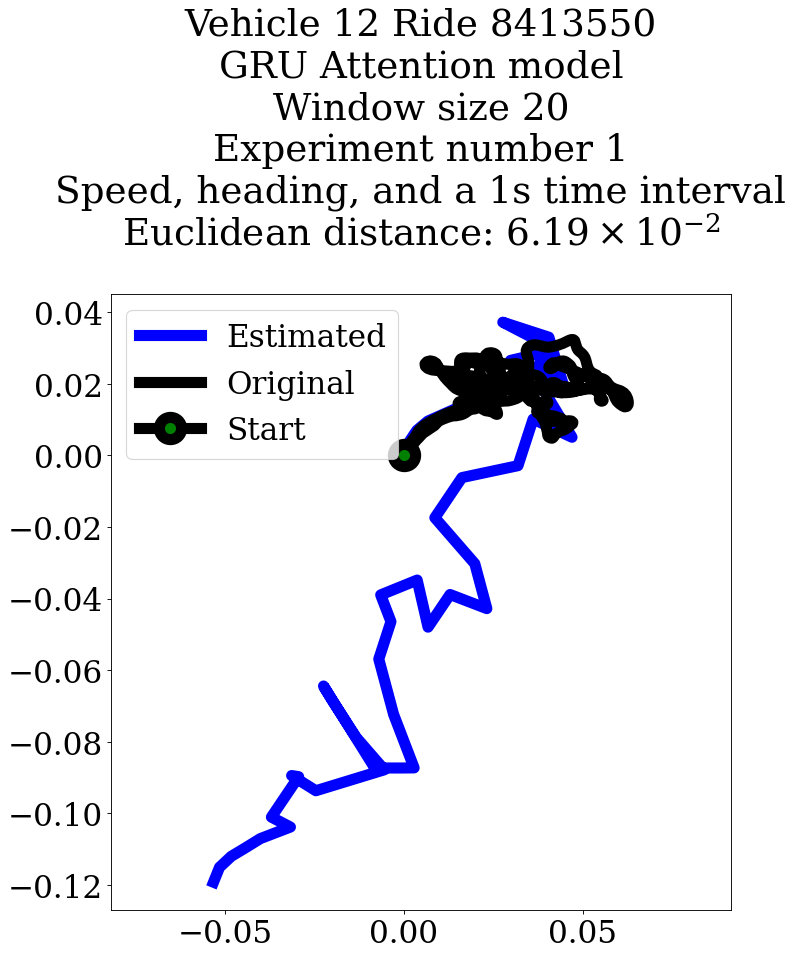 Vehicle 12 Ride 8413550
GRU Attention model
Window size 20
Experiment number 1
Speed, heading, and a 1s time interval
Euclidean distance: 6.19 × 10⁻²
Estimated
Original
Start
0.04
0.02
0.00
−0.02
−0.04
−0.06
−0.08
−0.10
−0.12
−0.05
0.00
0.05